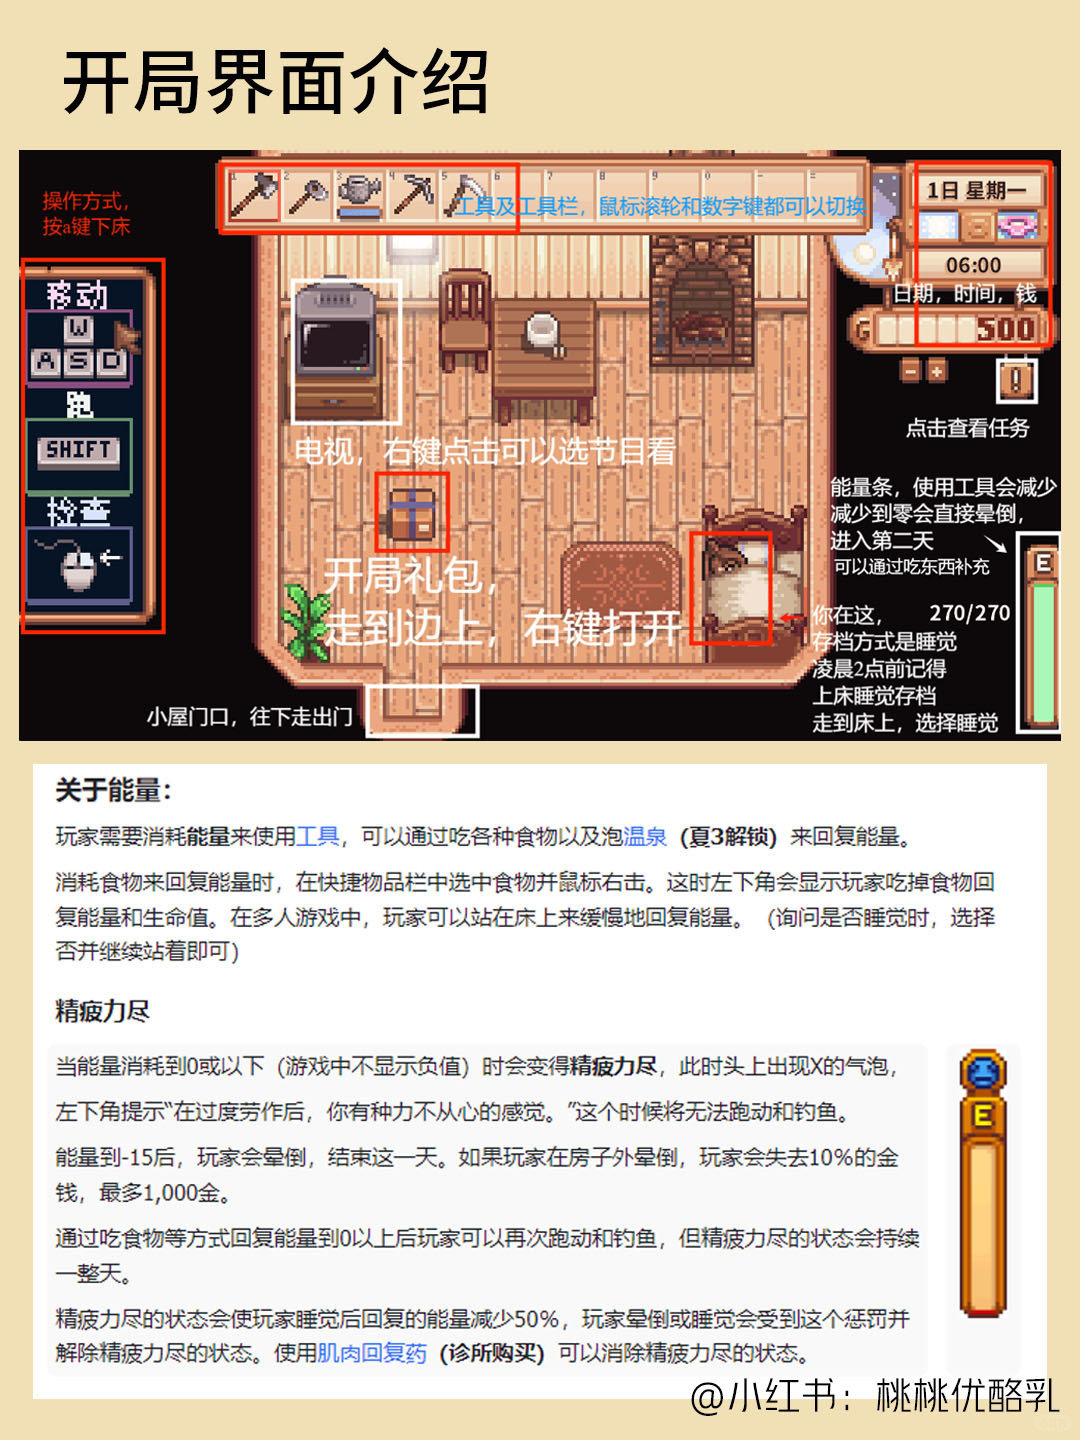 开局界面介绍
操作方式，
按a键下床
移动
W
A S D
跑
SHIFT
检查
1 2 3 4 5 6 7 8 9 0 - =
工具及工具栏，鼠标滚轮和数字键都可以切换
1日 星期一
06:00
日期，时间，钱
G 500
- +
!
点击查看任务
电视，右键点击可以选节目看
开局礼包，
走到边上，右键打开
能量条，使用工具会减少
减少到零会直接晕倒，
进入第二天
可以通过吃东西补充
E
你在这，
270/270
存档方式是睡觉
凌晨2点前记得
上床睡觉存档
走到床上，选择睡觉
小屋门口，往下走出门
关于能量：
玩家需要消耗能量来使用工具，可以通过吃各种食物以及泡温泉（夏3解锁）来回复能量。
消耗食物来回复能量时，在快捷物品栏中选中食物并鼠标右击。这时左下角会显示玩家吃掉食物回
复能量和生命值。在多人游戏中，玩家可以站在床上来缓慢地回复能量。（询问是否睡觉时，选择
否并继续站着即可）
精疲力尽
当能量消耗到0或以下（游戏中不显示负值）时会变得精疲力尽，此时头上出现X的气泡，
左下角提示“在过度劳作后，你有种力不从心的感觉。”这个时候将无法跑动和钓鱼。
能量到-15后，玩家会晕倒，结束这一天。如果玩家在房子外晕倒，玩家会失去10%的金
钱，最多1,000金。
通过吃食物等方式回复能量到0以上后玩家可以再次跑动和钓鱼，但精疲力尽的状态会持续
一整天。
精疲力尽的状态会使玩家睡觉后回复的能量减少50%，玩家晕倒或睡觉会受到这个惩罚并
解除精疲力尽的状态。使用肌肉回复药（诊所购买）可以消除精疲力尽的状态。
E
@小红书：桃桃优酪乳